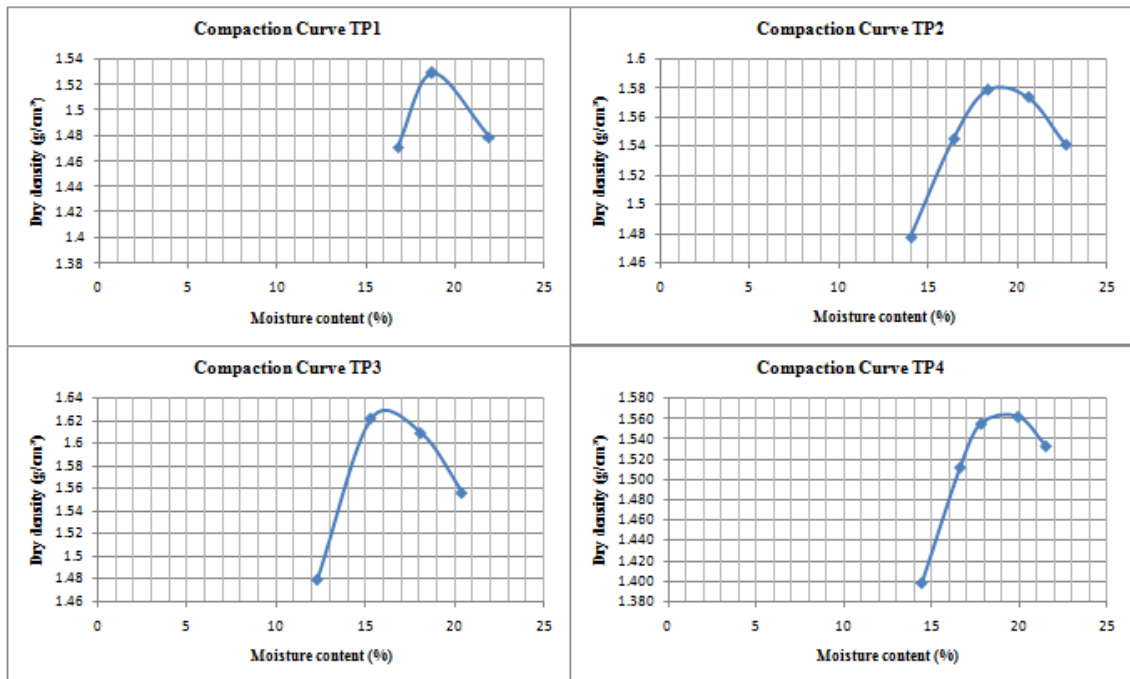 Compaction Curve TP1
Dry density (g/cm³)
1.54
1.52
1.5
1.48
1.46
1.44
1.42
1.4
1.38
0 5 10 15 20 25
Moisture content (%)
Compaction Curve TP2
Dry density (g/cm³)
1.6
1.58
1.56
1.54
1.52
1.5
1.48
1.46
0 5 10 15 20 25
Moisture content (%)
Compaction Curve TP3
Dry density (g/cm³)
1.64
1.62
1.6
1.58
1.56
1.54
1.52
1.5
1.48
1.46
0 5 10 15 20 25
Moisture content (%)
Compaction Curve TP4
Dry density (g/cm³)
1.580
1.560
1.540
1.520
1.500
1.480
1.460
1.440
1.420
1.400
1.380
0 5 10 15 20 25
Moisture content (%)